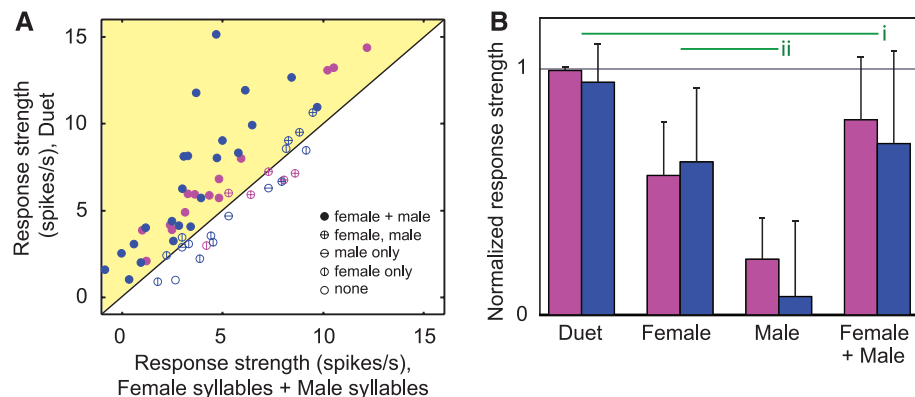 A
Response strength
(spikes/s), Duet
15
10
5
0
female + male
female, male
male only
female only
none
0 5 10 15
Response strength (spikes/s),
Female syllables + Male syllables
B
Normalized response strength
1
0
i
ii
Duet Female Male Female
+ Male